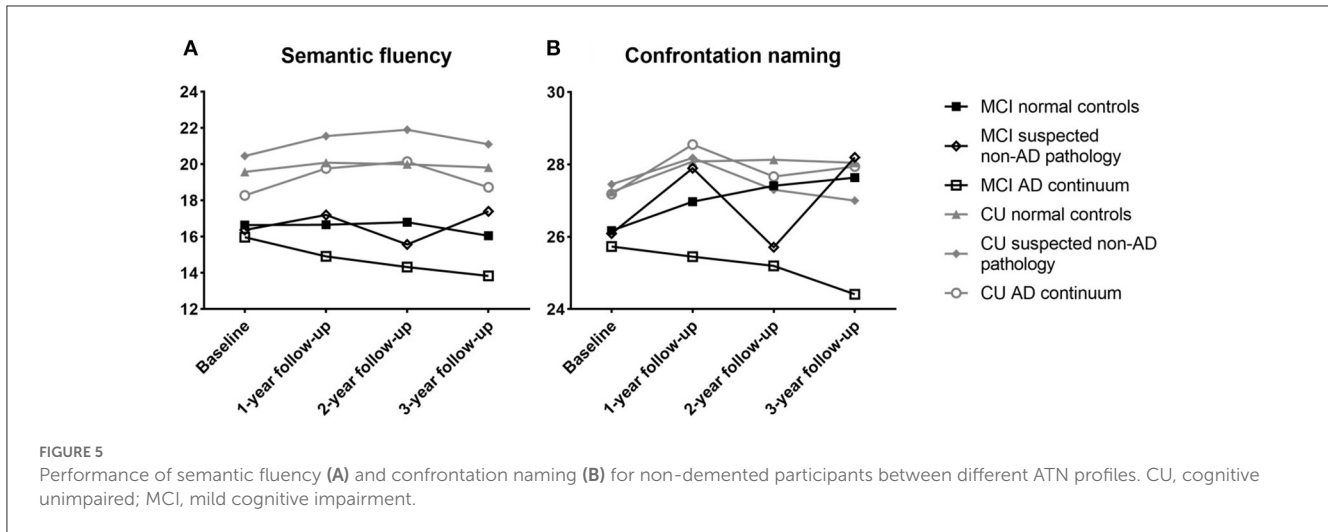 A
Semantic fluency
24
22
20
18
16
14
12
Baseline
1-year follow-up
2-year follow-up
3-year follow-up
B
Confrontation naming
30
28
26
24
Baseline
1-year follow-up
2-year follow-up
3-year follow-up
MCI normal controls
MCI suspected
non-AD pathology
MCI AD continuum
CU normal controls
CU suspected non-AD
pathology
CU AD continuum
FIGURE 5
Performance of semantic fluency (A) and confrontation naming (B) for non-demented participants between different ATN profiles. CU, cognitive
unimpaired; MCI, mild cognitive impairment.